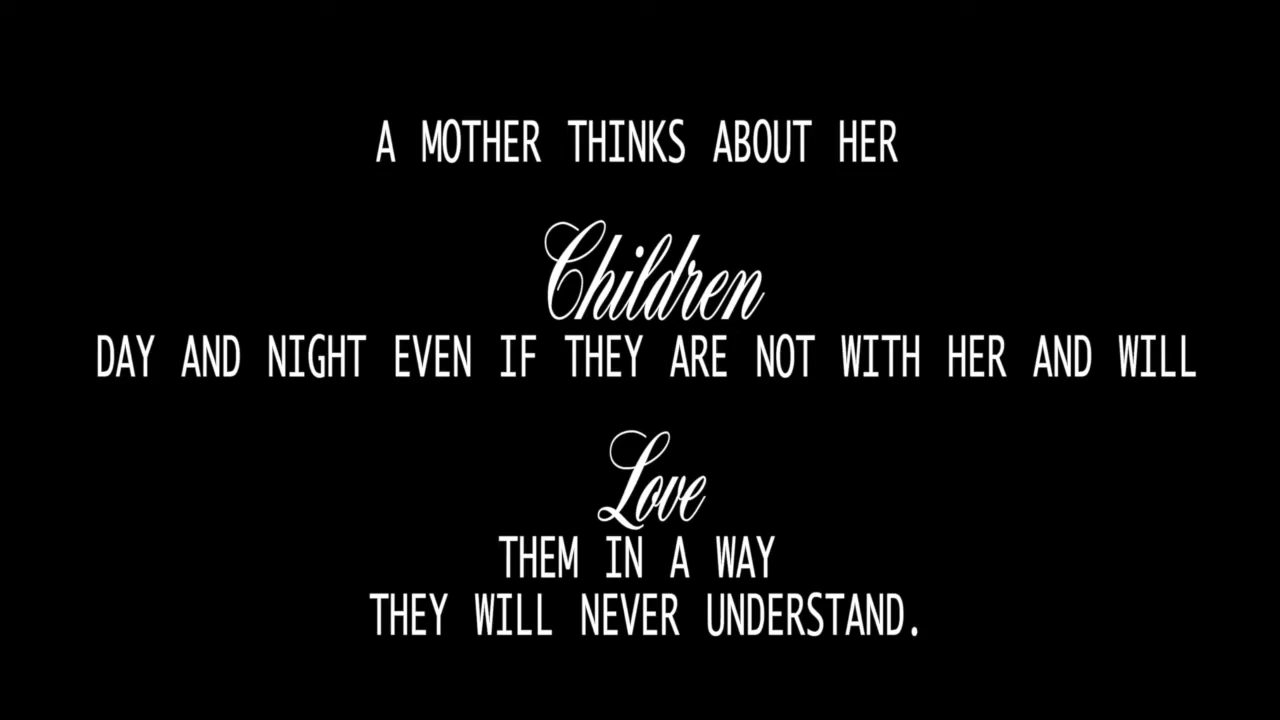 A MOTHER THINKS ABOUT HER
Children
DAY AND NIGHT EVEN IF THEY ARE NOT WITH HER AND WILL
Love
THEM IN A WAY
THEY WILL NEVER UNDERSTAND.